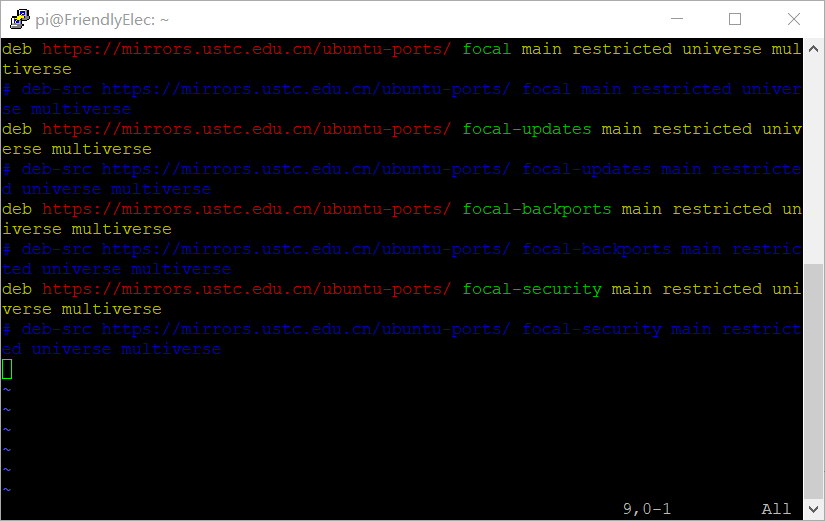 pi@FriendlyElec: ~
deb https://mirrors.ustc.edu.cn/ubuntu-ports/ focal main restricted universe mul
tiverse
# deb-src https://mirrors.ustc.edu.cn/ubuntu-ports/ focal main restricted univer
se multiverse
deb https://mirrors.ustc.edu.cn/ubuntu-ports/ focal-updates main restricted univ
erse multiverse
# deb-src https://mirrors.ustc.edu.cn/ubuntu-ports/ focal-updates main restricte
d universe multiverse
deb https://mirrors.ustc.edu.cn/ubuntu-ports/ focal-backports main restricted un
iverse multiverse
# deb-src https://mirrors.ustc.edu.cn/ubuntu-ports/ focal-backports main restric
ted universe multiverse
deb https://mirrors.ustc.edu.cn/ubuntu-ports/ focal-security main restricted uni
verse multiverse
# deb-src https://mirrors.ustc.edu.cn/ubuntu-ports/ focal-security main restrict
ed universe multiverse
~
~
~
~
~
~
9,0-1 All